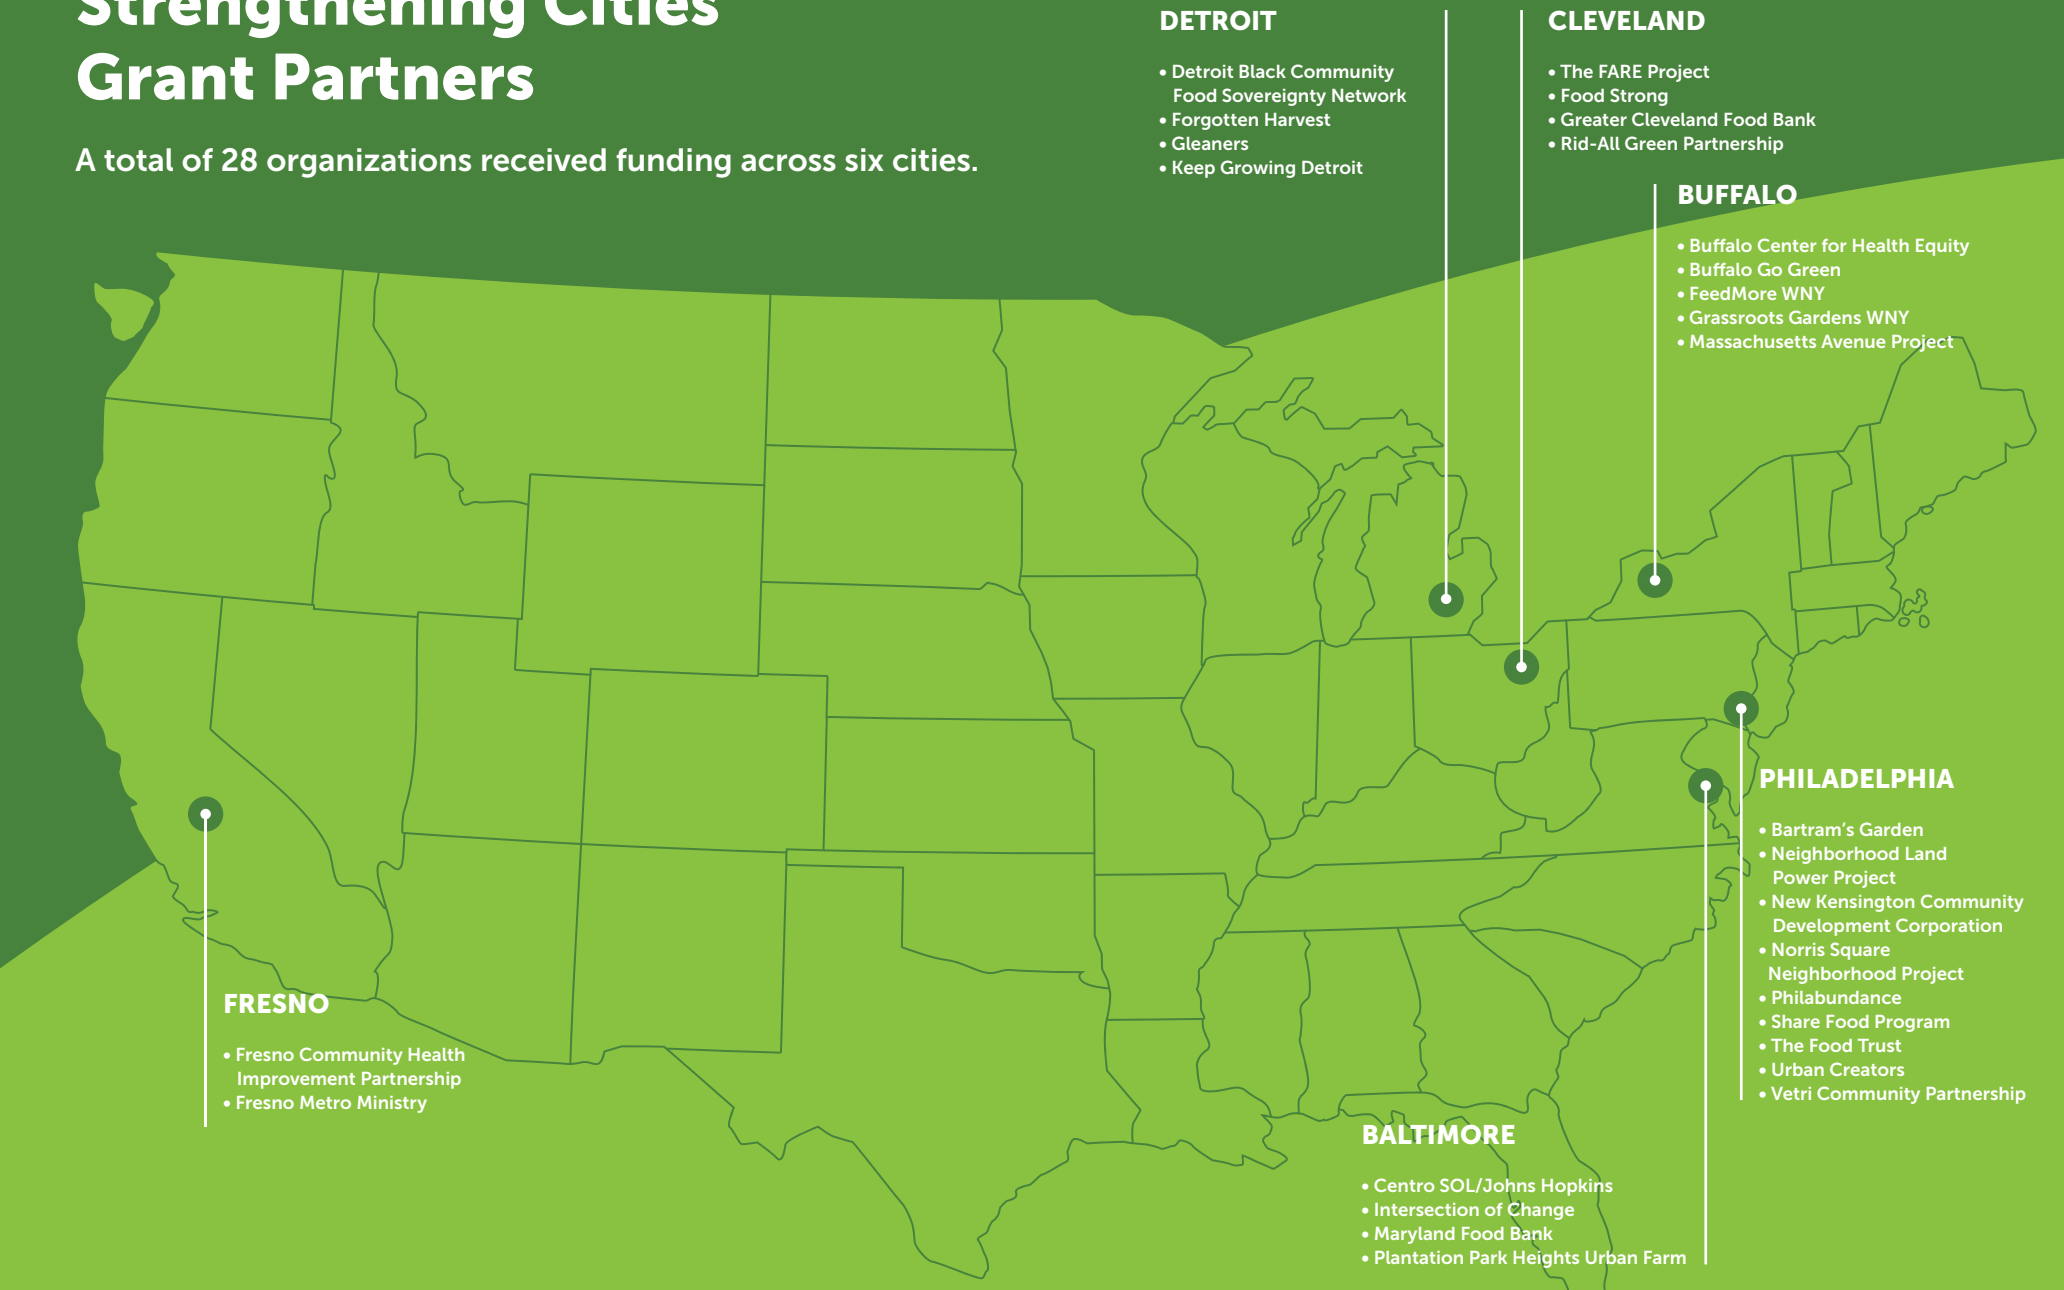 Strengthening Cities
Grant Partners
A total of 28 organizations received funding across six cities.
DETROIT
• Detroit Black Community
Food Sovereignty Network
• Forgotten Harvest
• Gleaners
• Keep Growing Detroit
CLEVELAND
• The FARE Project
• Food Strong
• Greater Cleveland Food Bank
• Rid-All Green Partnership
BUFFALO
• Buffalo Center for Health Equity
• Buffalo Go Green
• FeedMore WNY
• Grassroots Gardens WNY
• Massachusetts Avenue Project
PHILADELPHIA
• Bartram’s Garden
• Neighborhood Land
Power Project
• New Kensington Community
Development Corporation
• Norris Square
Neighborhood Project
• Philabundance
• Share Food Program
• The Food Trust
• Urban Creators
• Vetri Community Partnership
FRESNO
• Fresno Community Health
Improvement Partnership
• Fresno Metro Ministry
BALTIMORE
• Centro SOL/Johns Hopkins
• Intersection of Change
• Maryland Food Bank
• Plantation Park Heights Urban Farm